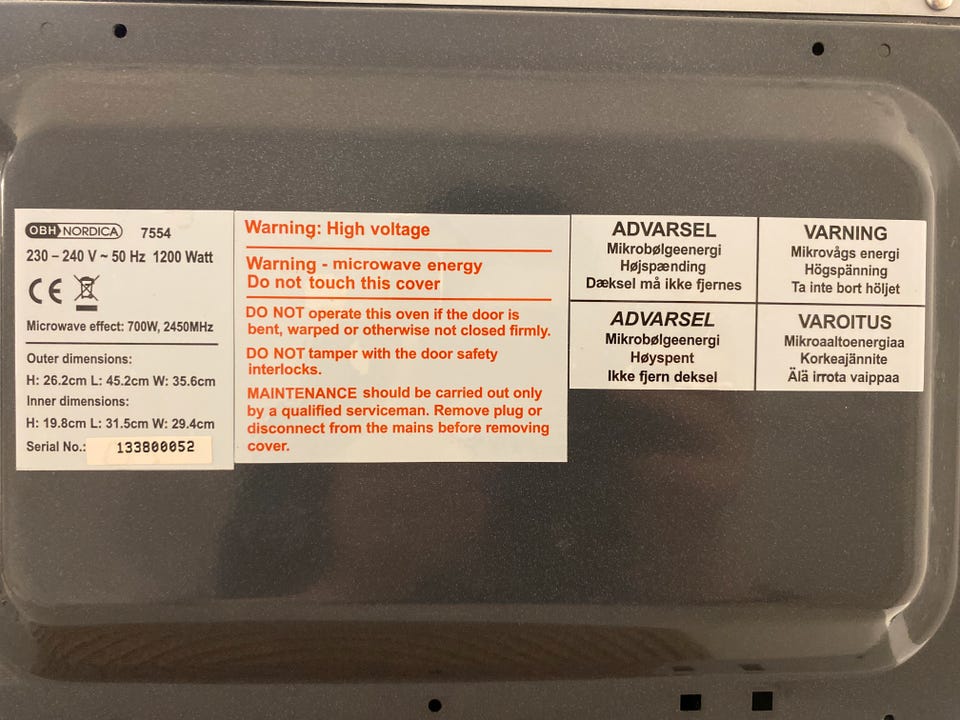 OBH NORDICA 7554
230 – 240 V ~ 50 Hz 1200 Watt
CE
Microwave effect: 700W, 2450MHz
Outer dimensions:
H: 26.2cm L: 45.2cm W: 35.6cm
Inner dimensions:
H: 19.8cm L: 31.5cm W: 29.4cm
Serial No.: 133800052
Warning: High voltage
Warning - microwave energy
Do not touch this cover
DO NOT operate this oven if the door is
bent, warped or otherwise not closed firmly.
DO NOT tamper with the door safety
interlocks.
MAINTENANCE should be carried out only
by a qualified serviceman. Remove plug or
disconnect from the mains before removing
cover.
ADVARSEL
Mikrobølgeenergi
Højspænding
Dæksel må ikke fjernes
VARNING
Mikrovågs energi
Högspänning
Ta inte bort höljet
ADVARSEL
Mikrobølgeenergi
Høyspent
Ikke fjern deksel
VAROITUS
Mikroaaltoenergiaa
Korkeajännite
Älä irrota vaippaa